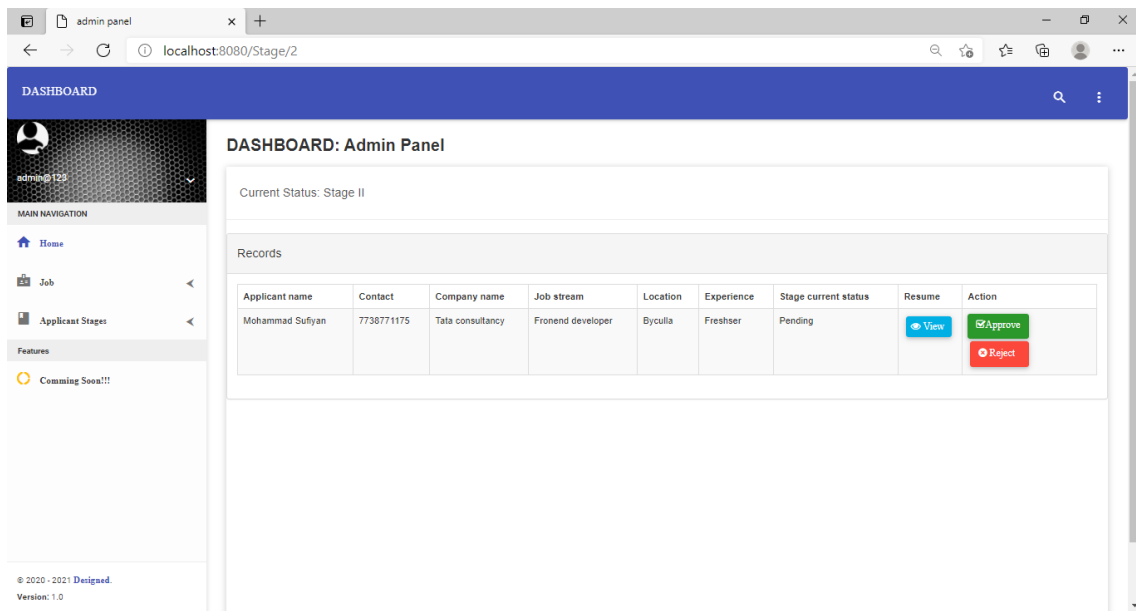 admin panel
localhost:8080/Stage/2
DASHBOARD
admin@123
MAIN NAVIGATION
Home
Job
Applicant Stages
Features
Comming Soon!!!
© 2020 - 2021 Designed.
Version: 1.0
DASHBOARD: Admin Panel
Current Status: Stage II
Records
Applicant name Contact Company name Job stream Location Experience Stage current status Resume Action
Mohammad Sufiyan 7738771175 Tata consultancy Fronend developer Byculla Freshser Pending View Approve
Reject